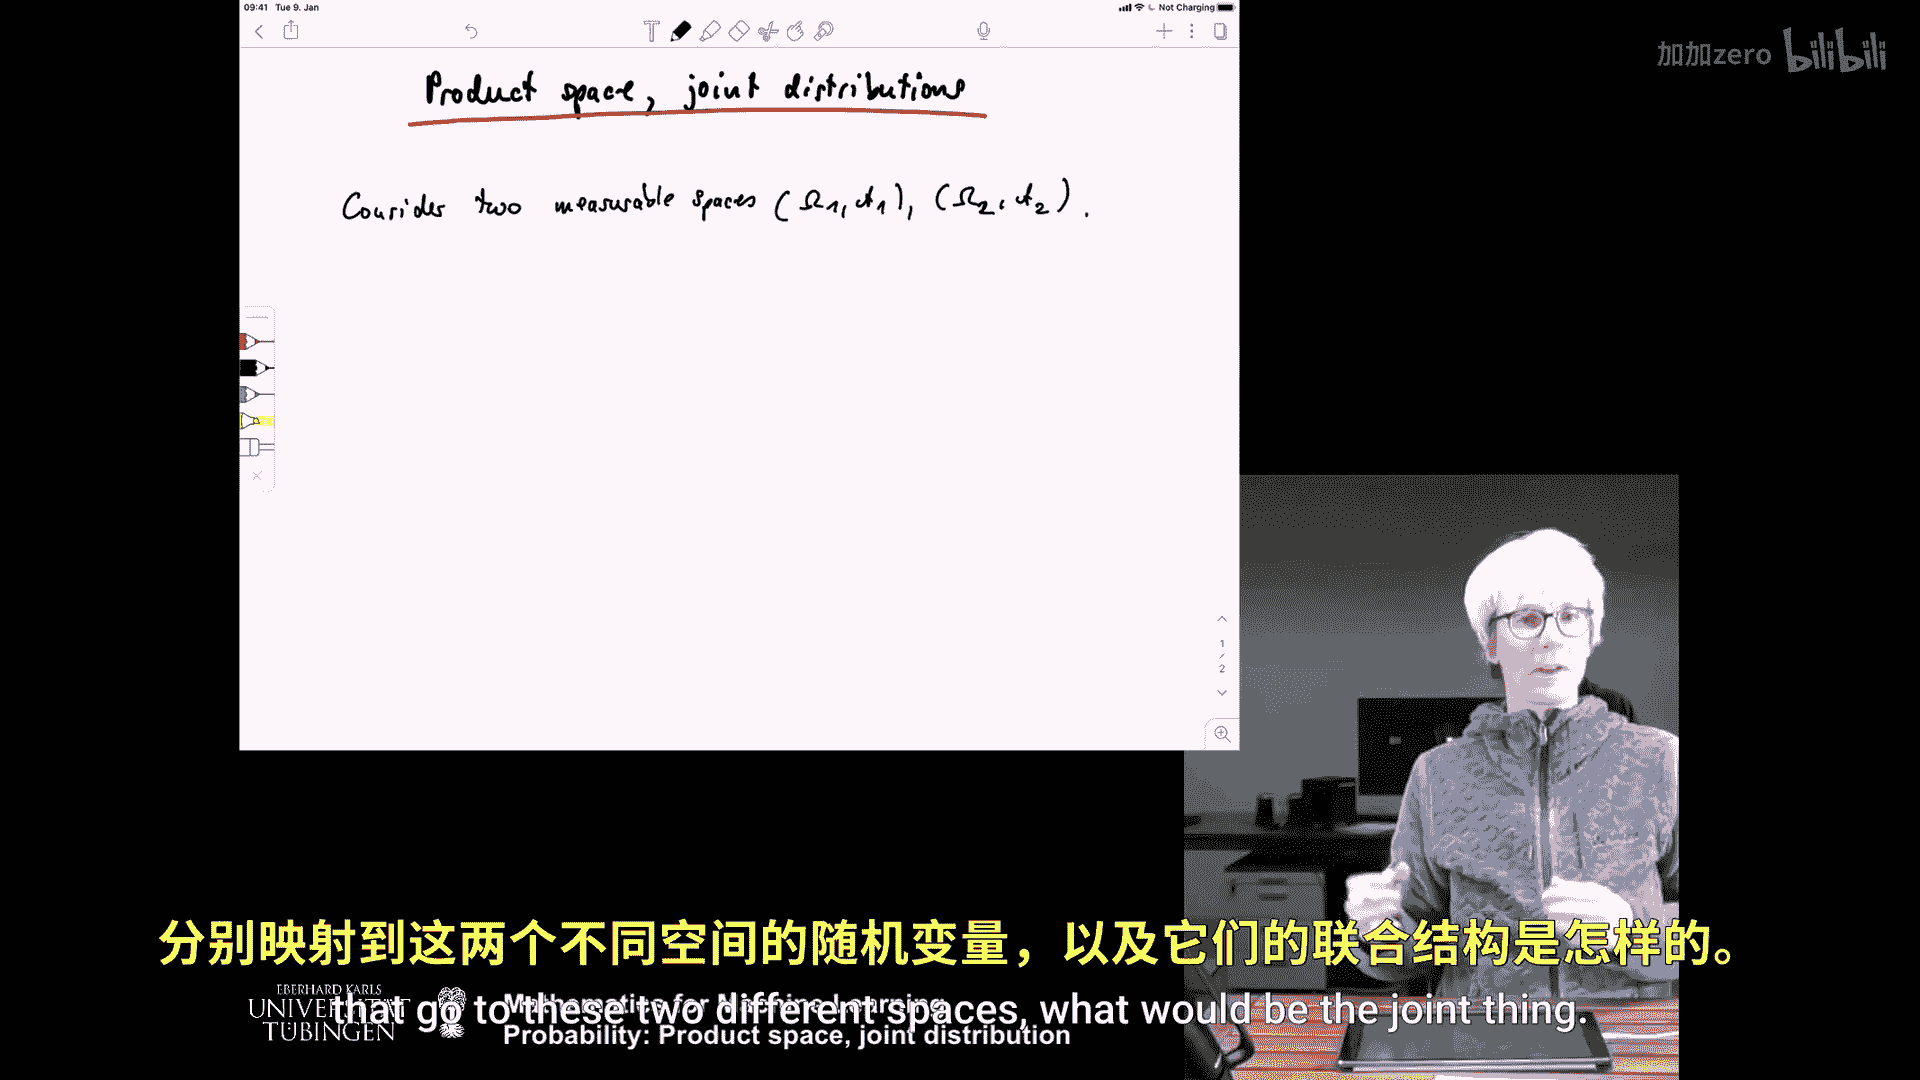 09:41 Tue 9. Jan
Not Charging
加加zero bilibili
Product space, joint distributions
Consider two measurable spaces (Ω1, A1), (Ω2, A2).
1
2
分别映射到这两个不同空间的随机变量，以及它们的联合结构是怎样的。
that go to these two different spaces, what would be the joint thing.
EBERHARD KARLS
UNIVERSITÄT
TÜBINGEN
Mathematics for Machine Learning
Probability: Product space, joint distribution